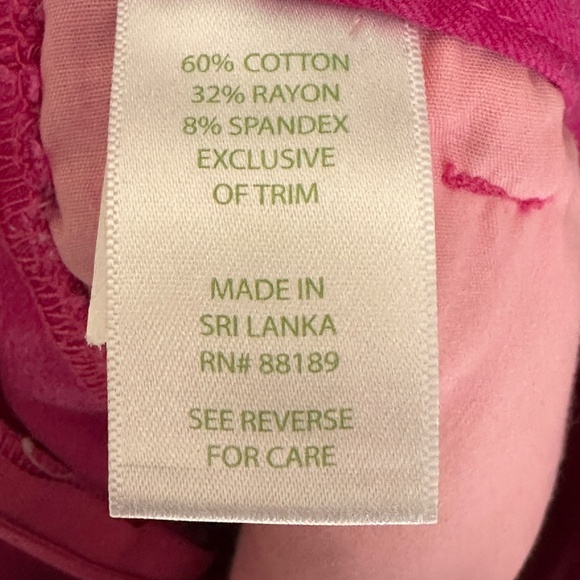 60% COTTON
32% RAYON
8% SPANDEX
EXCLUSIVE
OF TRIM
MADE IN
SRI LANKA
RN# 88189
SEE REVERSE
FOR CARE